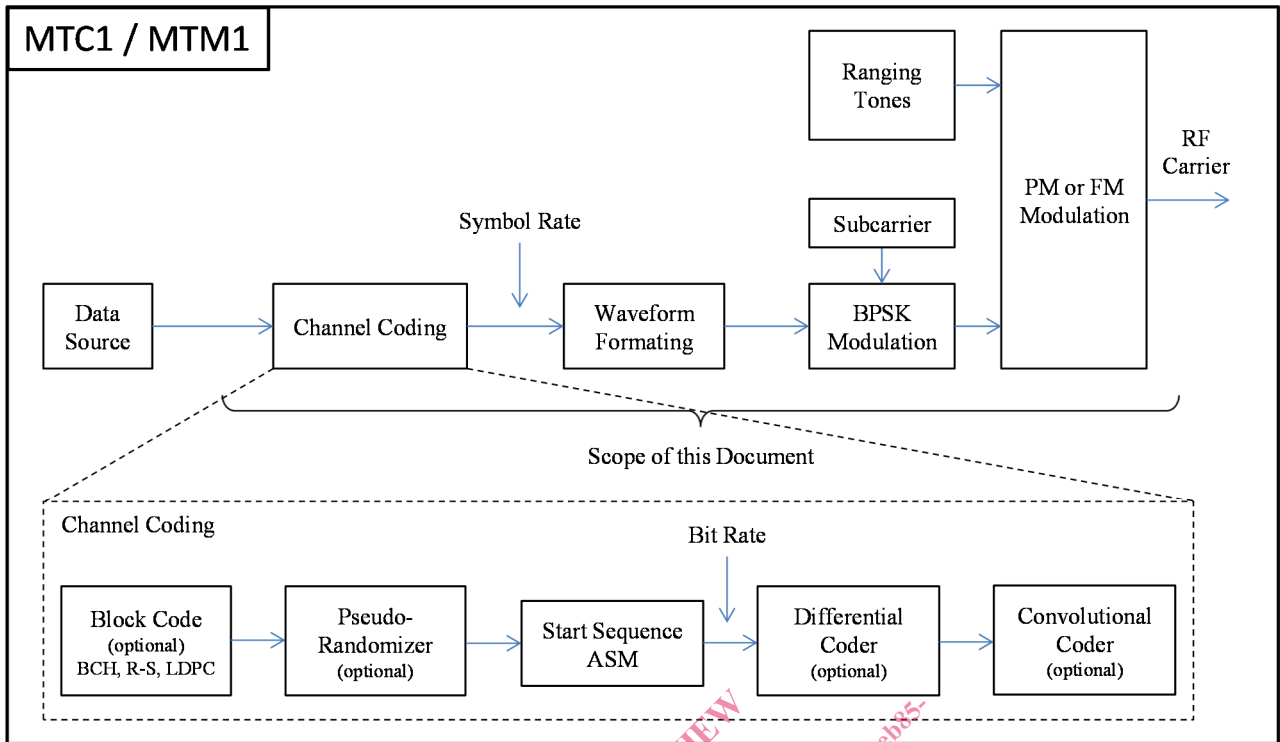 MTC1 / MTM1
Ranging
Tones
RF
Carrier
PM or FM
Modulation
Symbol Rate
Subcarrier
Data
Source
Channel Coding
Waveform
Formating
BPSK
Modulation
Scope of this Document
Channel Coding
Bit Rate
Block Code
(optional)
BCH, R-S, LDPC
Pseudo-
Randomizer
(optional)
Start Sequence
ASM
Differential
Coder
(optional)
Convolutional
Coder
(optional)